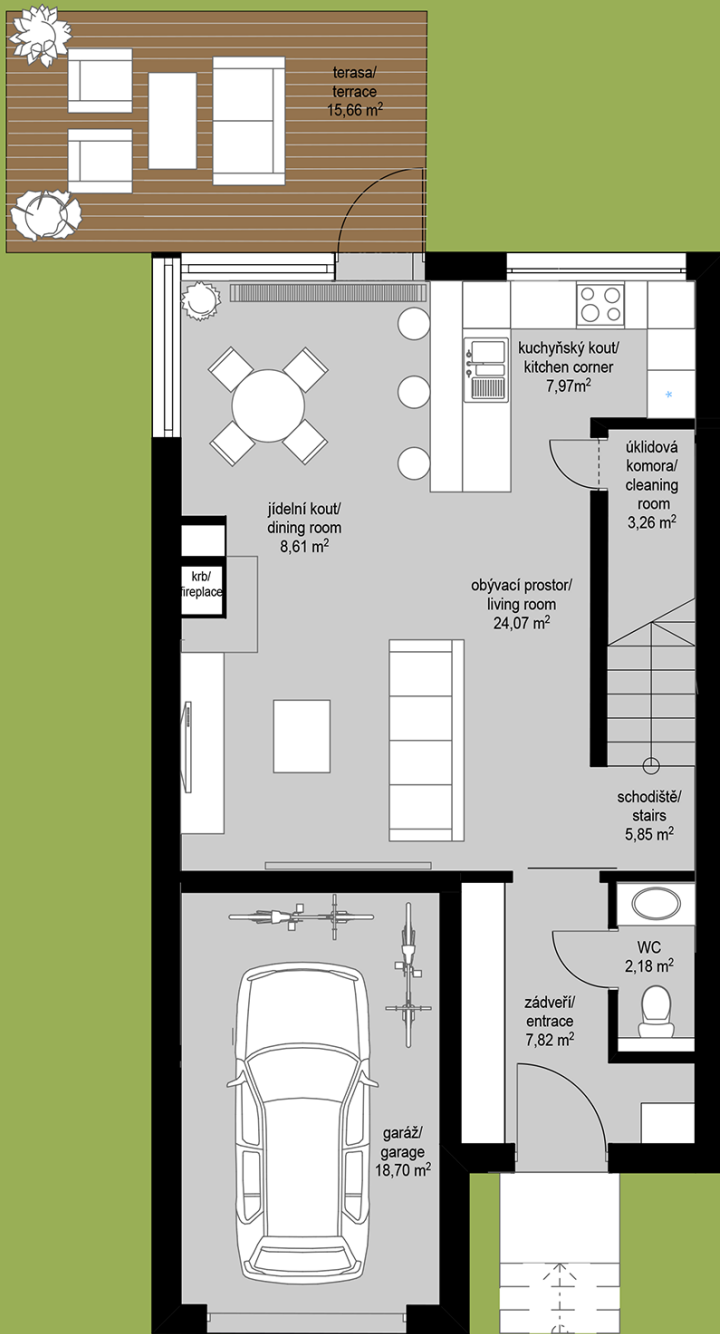 terasa/
terrace
15,66 m²
kuchyňský kout/
kitchen corner
7,97m²
úklidová
komora/
cleaning
room
3,26 m²
jídelní kout/
dining room
8,61 m²
krb/
fireplace
obývací prostor/
living room
24,07 m²
schodiště/
stairs
5,85 m²
WC
2,18 m²
zádveří/
entrace
7,82 m²
garáž/
garage
18,70 m²